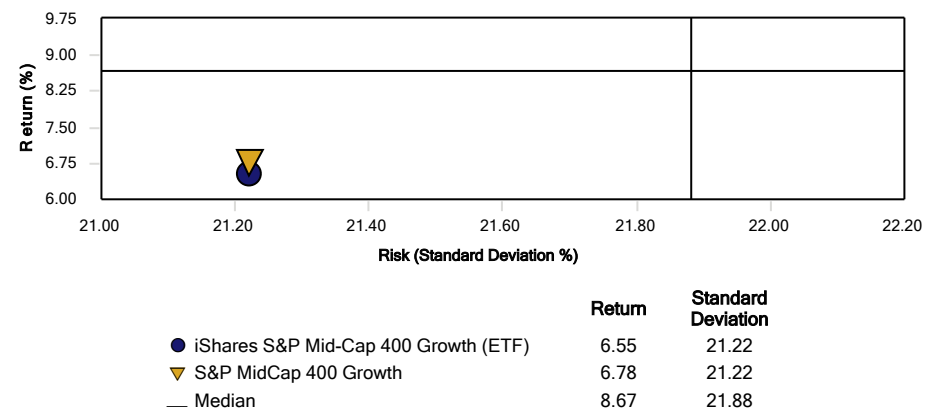 9.75
9.00
8.25
7.50
6.75
6.00
Return (%)
21.00 21.20 21.40 21.60 21.80 22.00 22.20
Risk (Standard Deviation %)
Return Standard Deviation
iShares S&P Mid-Cap 400 Growth (ETF) 6.55 21.22
S&P MidCap 400 Growth 6.78 21.22
Median 8.67 21.88